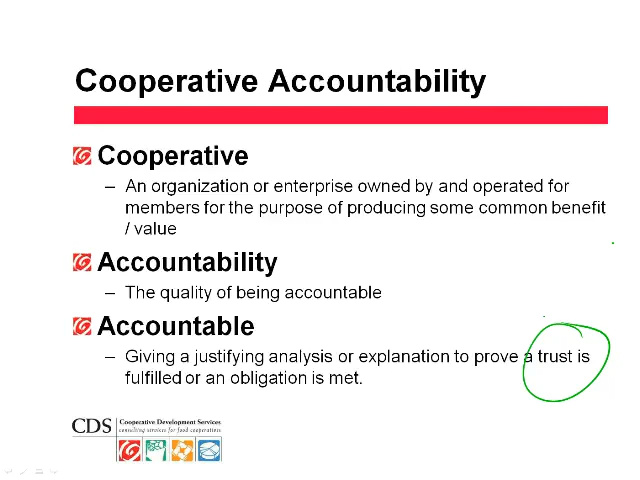 Cooperative Accountability
Cooperative
– An organization or enterprise owned by and operated for
members for the purpose of producing some common benefit
/ value
Accountability
– The quality of being accountable
Accountable
– Giving a justifying analysis or explanation to prove a trust is
fulfilled or an obligation is met.
CDS
Cooperative Development Services
consulting services for food cooperatives